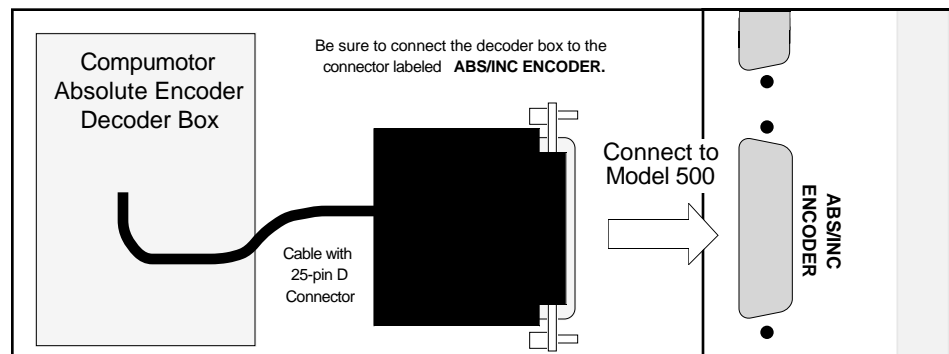 Compumotor
Absolute Encoder
Decoder Box
Be sure to connect the decoder box to the
connector labeled ABS/INC ENCODER.
Cable with
25-pin D
Connector
Connect to
Model 500
ABS/INC
ENCODER